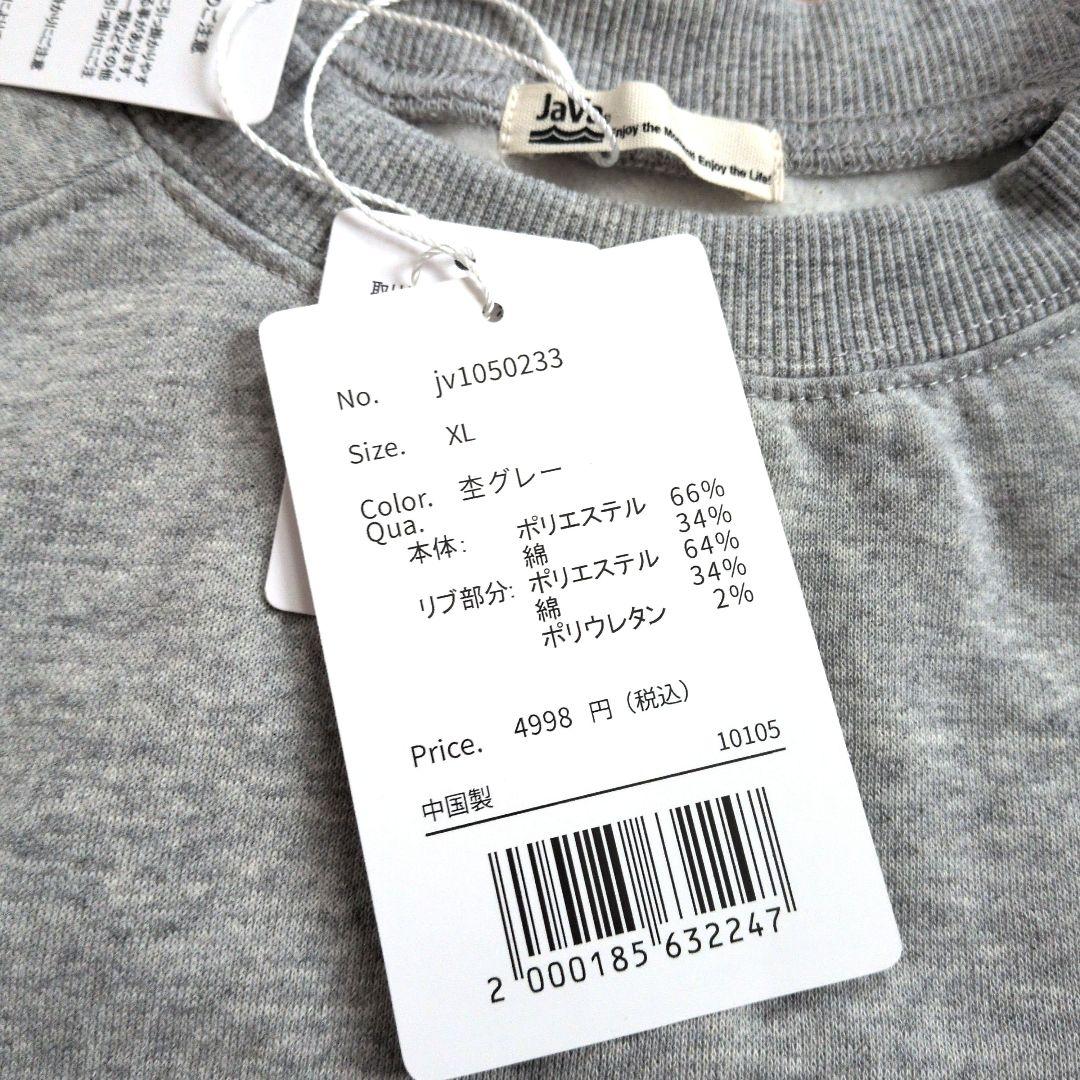 JaVa
Enjoy the Moment Enjoy the Life!
取り
No. jv1050233
Size. XL
Color. 杢グレー
Qua.
本体: ポリエステル 66%
綿 34%
リブ部分: ポリエステル 64%
綿 34%
ポリウレタン 2%
Price. 4998 円（税込）
10105
中国製
2 000185 632247